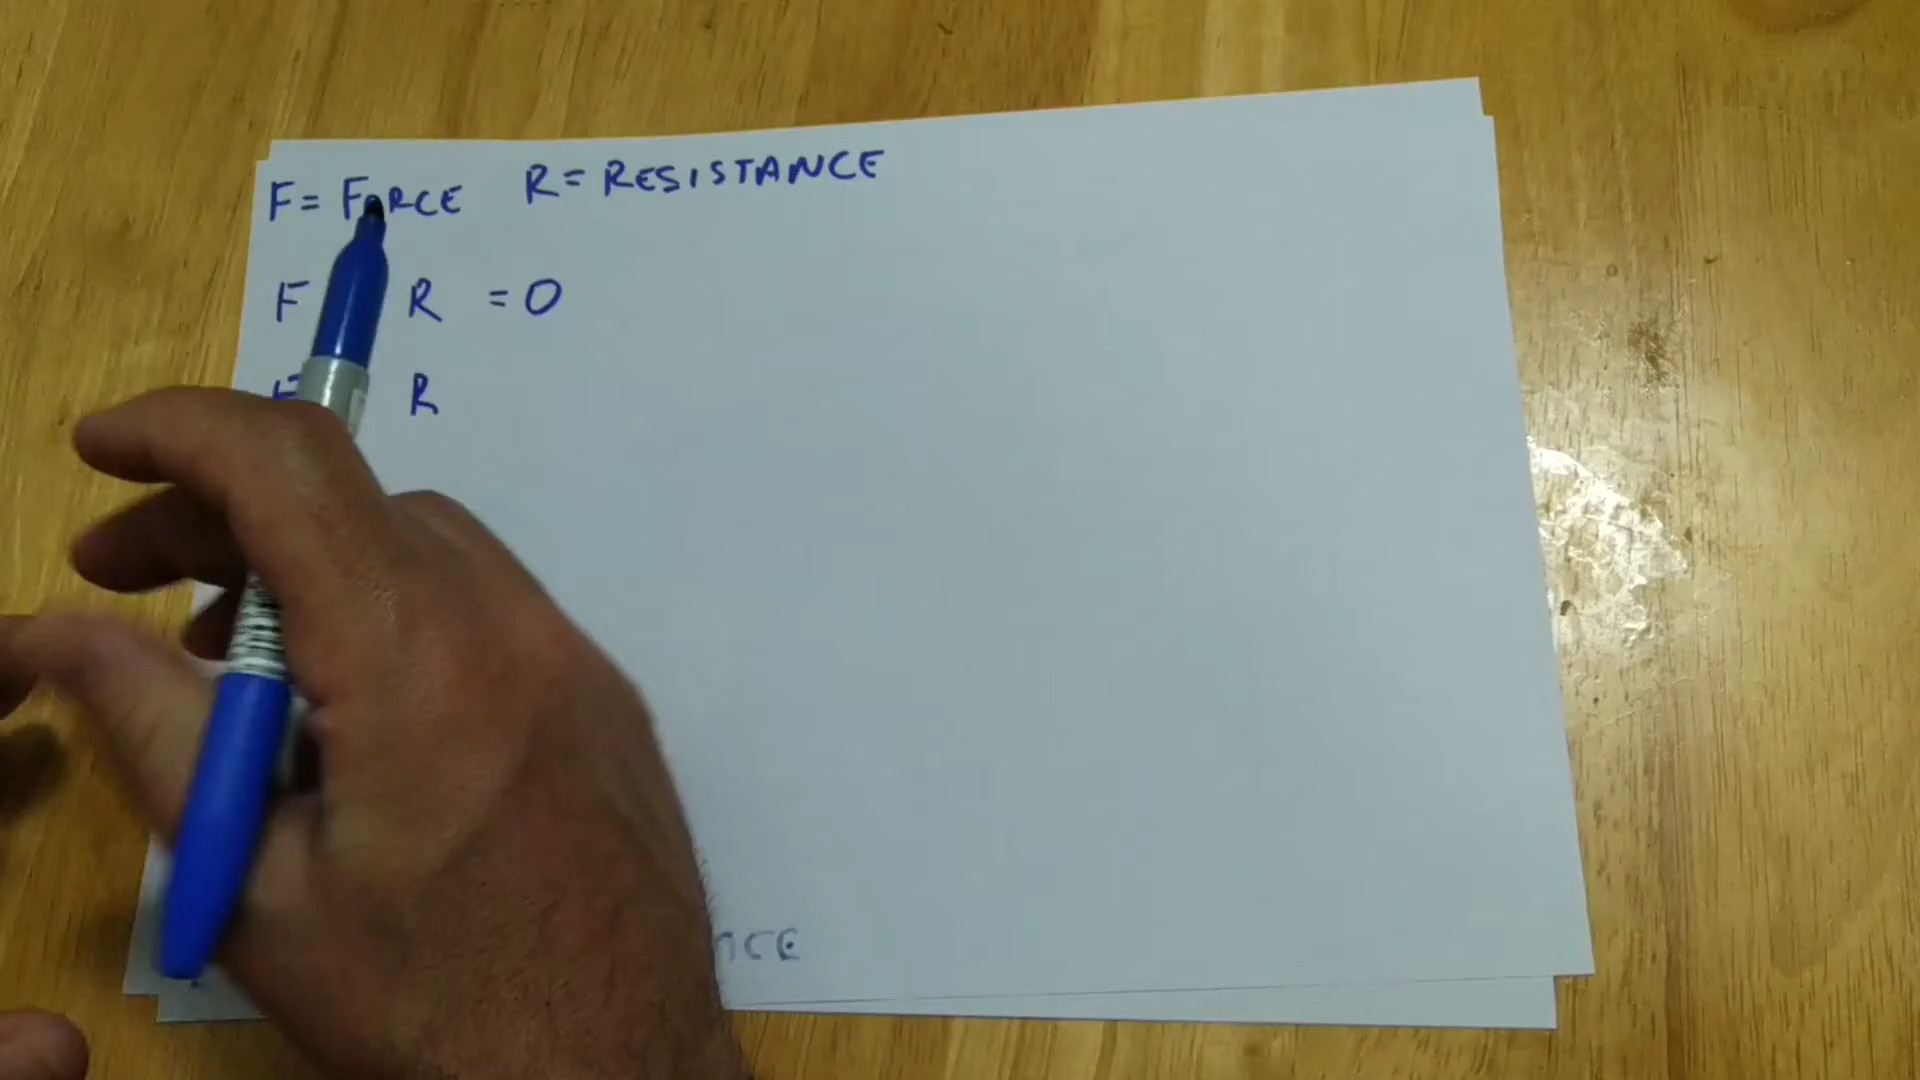 F = FORCE R = RESISTANCE
F R = 0
F R